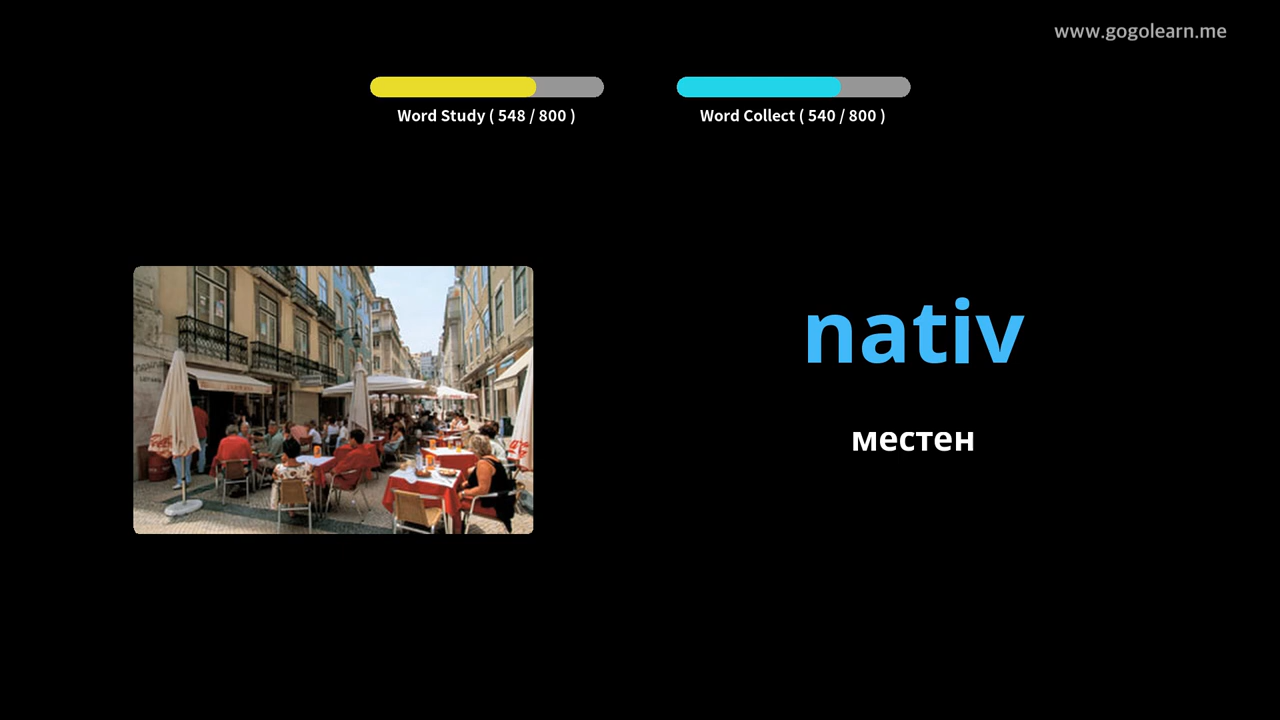 www.gogolearn.me
Word Study ( 548 / 800 )
Word Collect ( 540 / 800 )
nativ
местен